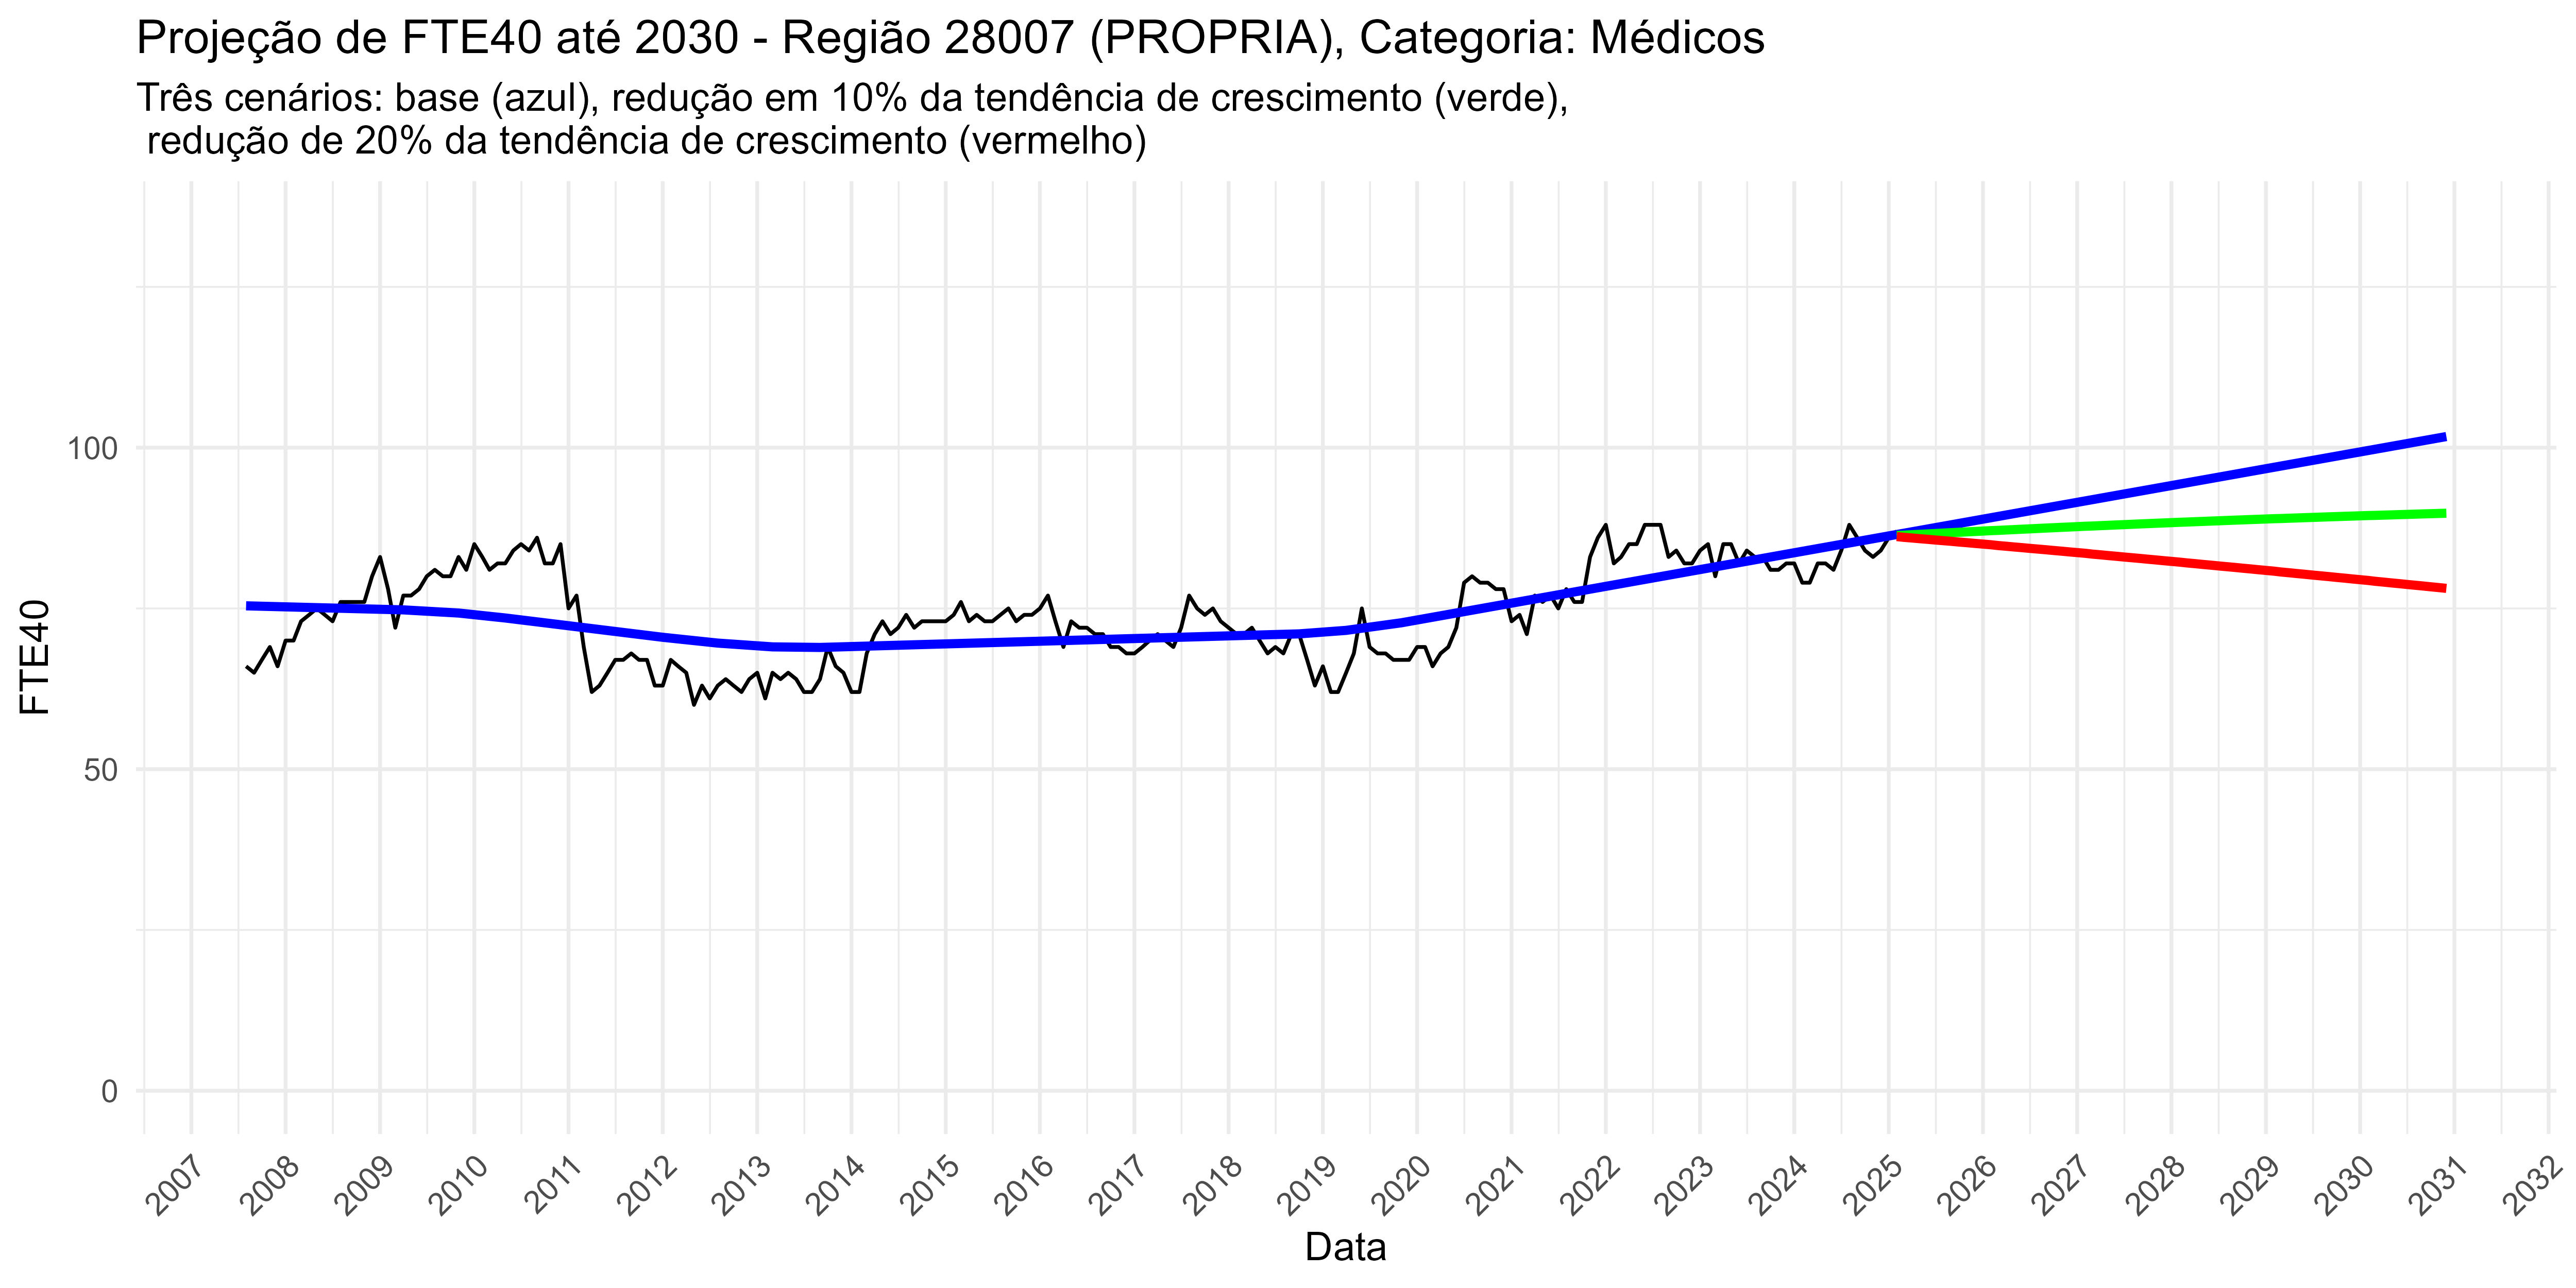 Projeção de FTE40 até 2030 - Região 28007 (PROPRIA), Categoria: Médicos
Três cenários: base (azul), redução em 10% da tendência de crescimento (verde),
redução de 20% da tendência de crescimento (vermelho)
FTE40
100
50
0
2007 2008 2009 2010 2011 2012 2013 2014 2015 2016 2017 2018 2019 2020 2021 2022 2023 2024 2025 2026 2027 2028 2029 2030 2031 2032
Data